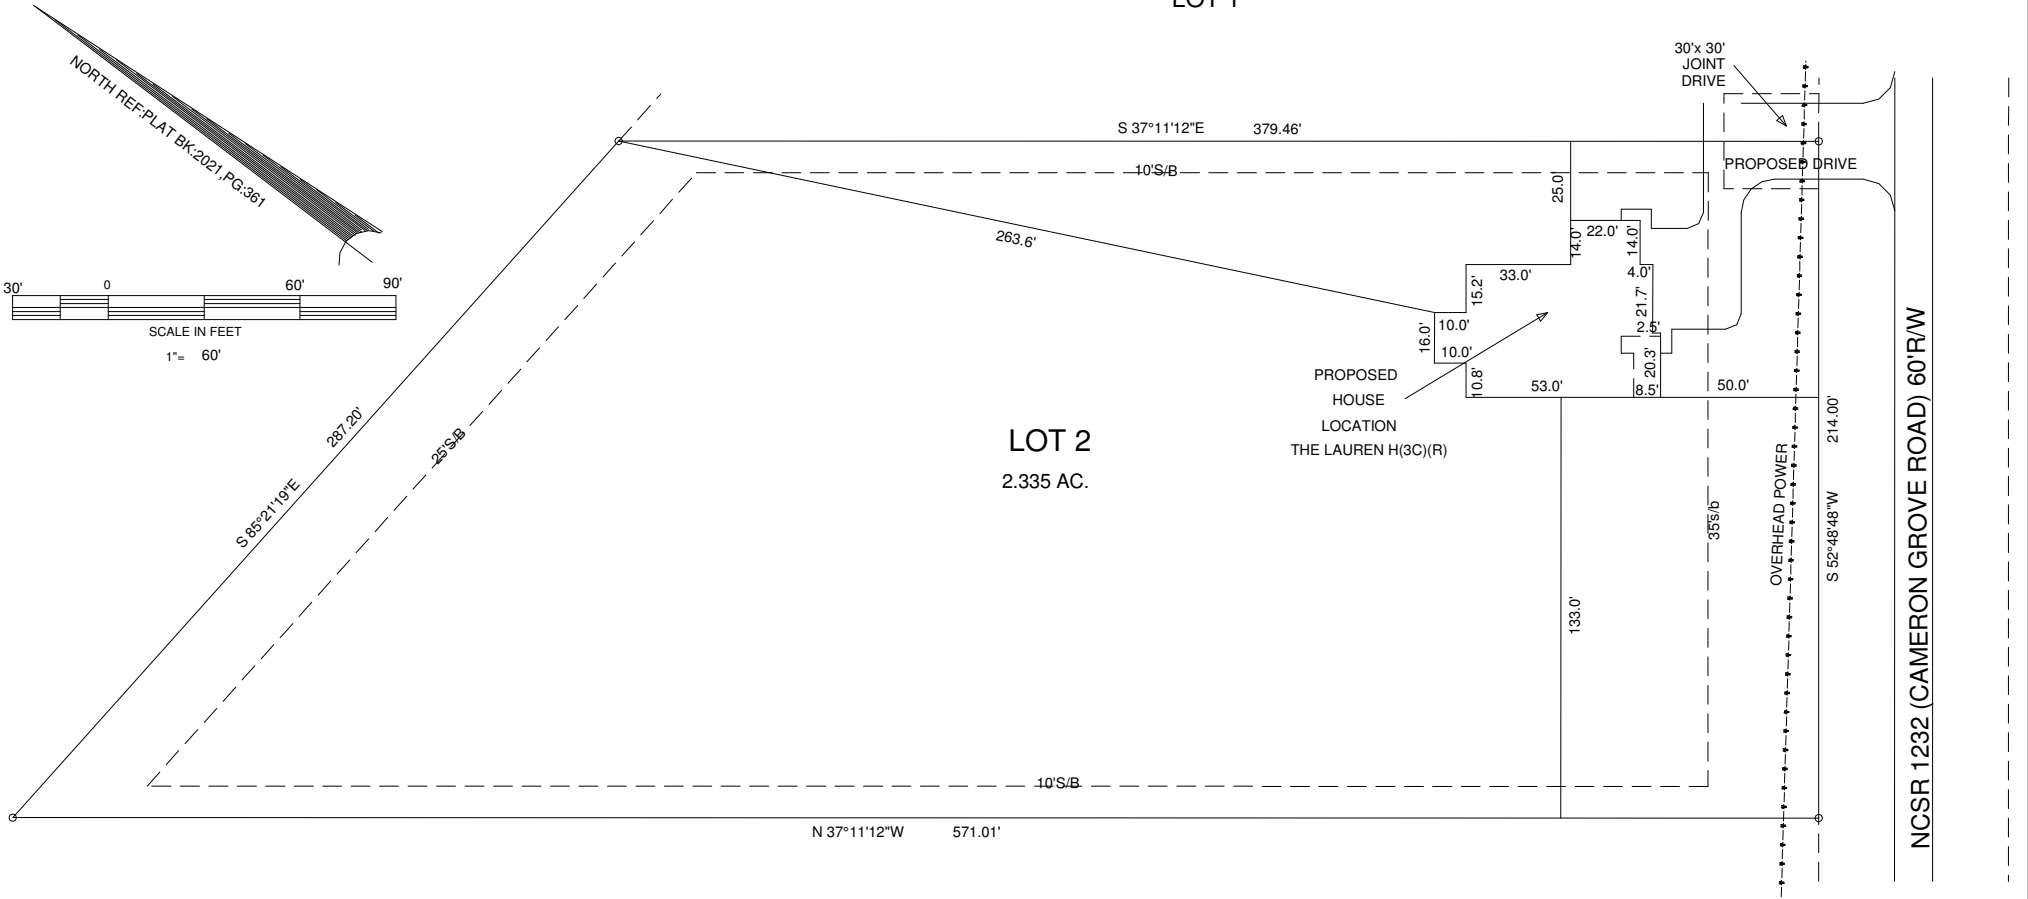 LOT 1
30'x 30'
JOINT
DRIVE
NORTH REF:PLAT BK:2021,PG:361
S 37°11'12"E 379.46'
PROPOSED DRIVE
10'S/B
25.0'
263.6'
22.0'
14.0'
14.0'
33.0'
4.0'
15.2'
21.7'
2.5'
10.0'
16.0'
10.0'
20.3'
10.8'
53.0'
8.5'
50.0'
30' 0 60' 90'
SCALE IN FEET
1"= 60'
PROPOSED
HOUSE
LOCATION
THE LAUREN H(3C)(R)
287.20'
S 85°21'19"E
25'S/B
LOT 2
2.335 AC.
133.0'
35's/b
OVERHEAD POWER
214.00'
S 52°48'48"W
NCSR 1232 (CAMERON GROVE ROAD) 60'R/W
10'S/B
N 37°11'12"W 571.01'